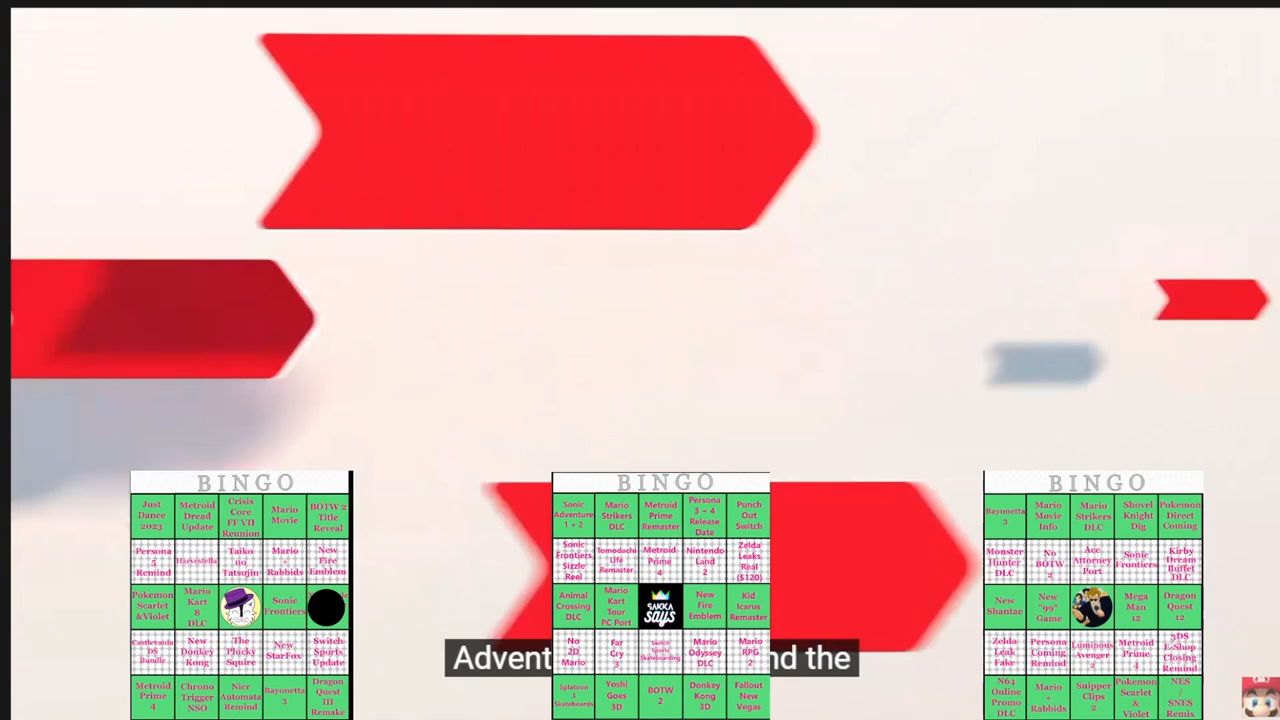 BINGO
Just Dance 2023
Metroid Dread Update
Crisis Core FF VII Reunion
Mario Movie
BOTW 2 Title Reveal
Persona 5 Remind
Harvestella
Taiko no Tatsujin
Mario + Rabbids
New Fire Emblem
Pokemon Scarlet &Violet
Mario Kart 8 DLC
Sonic Frontiers
Castlevania DS Bundle
New Donkey Kong
The Plucky Squire
New StarFox
Switch Sports Update
Metroid Prime 4
Chrono Trigger NSO
Nier Automata Remind
Bayonetta 3
Dragon Quest III Remake
BINGO
Sonic Adventure 1 + 2
Mario Strikers DLC
Metroid Prime Remaster
Persona 3 + 4 Release Date
Punch Out Switch
Sonic Frontiers Sizzle Reel
Tomodachi Life Remaster
Metroid Prime 4
Nintendo Land 2
Zelda Leaks Real ($120)
Animal Crossing DLC
Mario Kart Tour PC Port
SAKKA says
New Fire Emblem
Kid Icarus Remaster
No 2D Mario
Far Cry 3
Switch Sports Skateboarding
Mario Odyssey DLC
Mario RPG 2
Splatoon 3 Skateboards
Yoshi Goes 3D
BOTW 2
Donkey Kong 3D
Fallout New Vegas
BINGO
Bayonetta 3
Mario Movie Info
Mario Strikers DLC
Shovel Knight Dig
Pokemon Direct Coming
Monster Hunter DLC
No BOTW 2
Ace Attorney Port
Sonic Frontiers
Kirby Dream Buffet DLC
New Shantae
New "99" Game
Mega Man 12
Dragon Quest 12
Zelda Leak Fake
Persona Coming Remind
Luminous Avenger 2
Metroid Prime 4
3DS E-Shop Closing Remind
N64 Online Promo DLC
Mario + Rabbids
Snipper Clips 2
Pokemon Scarlet & Violet
NES / SNES Remix
Advent nd the